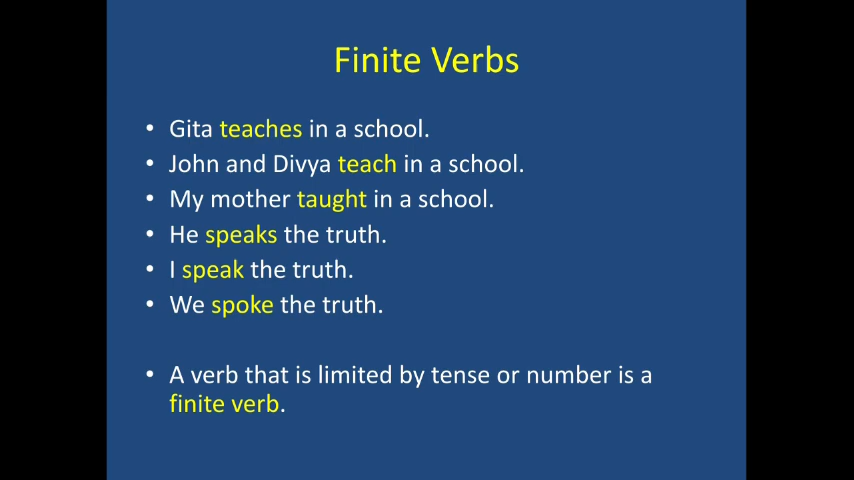 Finite Verbs
• Gita teaches in a school.
• John and Divya teach in a school.
• My mother taught in a school.
• He speaks the truth.
• I speak the truth.
• We spoke the truth.
• A verb that is limited by tense or number is a
finite verb.